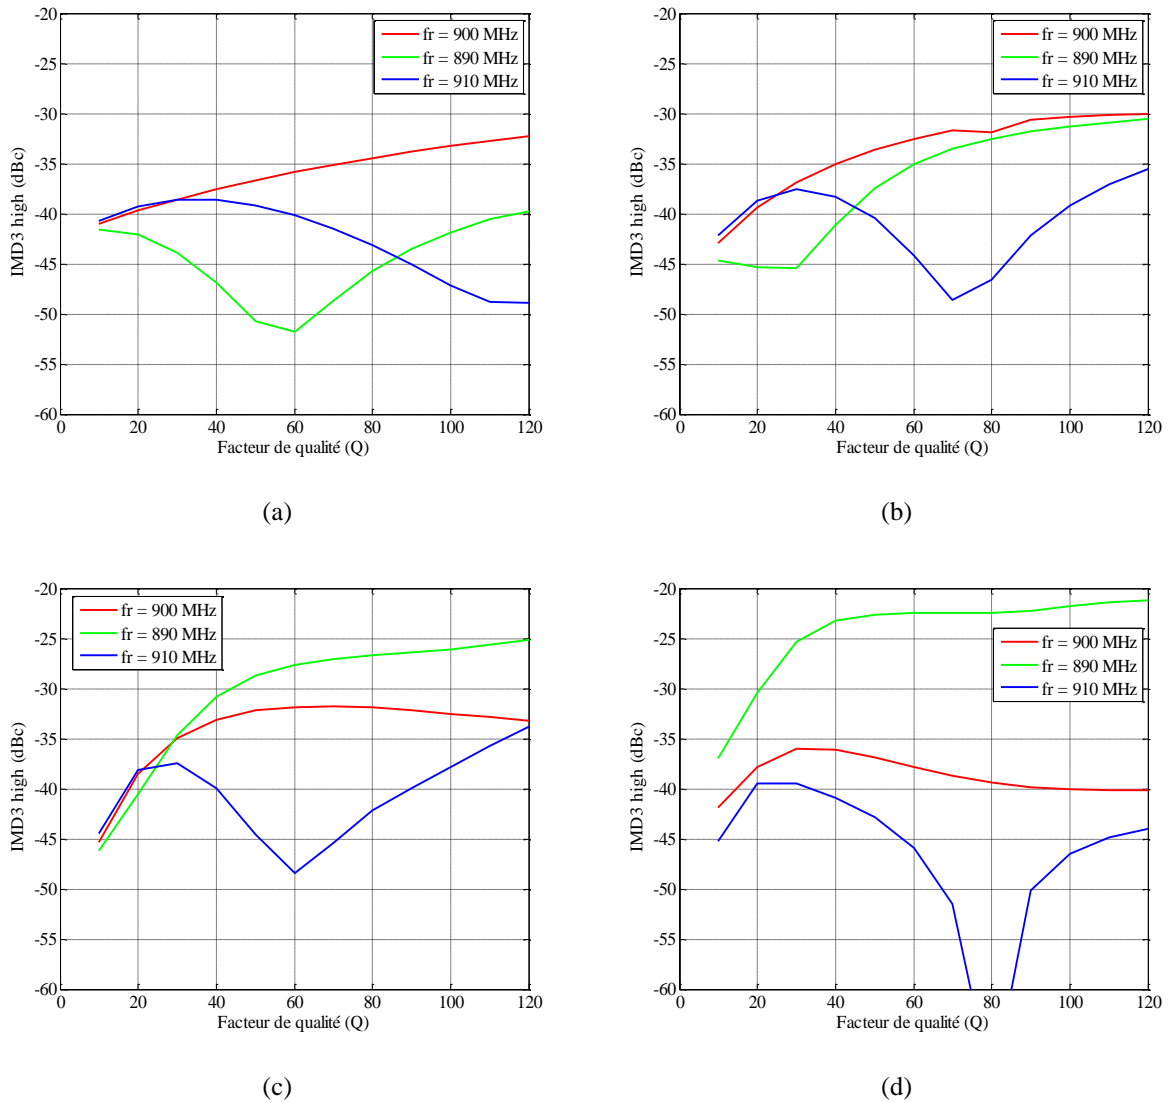 -20
-25
-30
-35
-40
-45
-50
-55
-60
0
20
40
60
80
100
120
IMD3 high (dBc)
Facteur de qualité (Q)
fr = 900 MHz
fr = 890 MHz
fr = 910 MHz
(a)
-20
-25
-30
-35
-40
-45
-50
-55
-60
0
20
40
60
80
100
120
IMD3 high (dBc)
Facteur de qualité (Q)
fr = 900 MHz
fr = 890 MHz
fr = 910 MHz
(b)
-20
-25
-30
-35
-40
-45
-50
-55
-60
0
20
40
60
80
100
120
IMD3 high (dBc)
Facteur de qualité (Q)
fr = 900 MHz
fr = 890 MHz
fr = 910 MHz
(c)
-20
-25
-30
-35
-40
-45
-50
-55
-60
0
20
40
60
80
100
120
IMD3 high (dBc)
Facteur de qualité (Q)
fr = 900 MHz
fr = 890 MHz
fr = 910 MHz
(d)